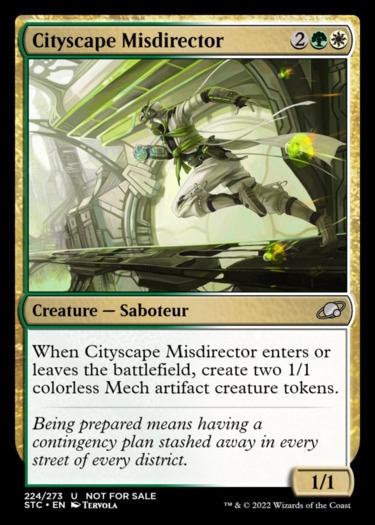 Cityscape Misdirector 2
Creature — Saboteur
When Cityscape Misdirector enters or
leaves the battlefield, create two 1/1
colorless Mech artifact creature tokens.
Being prepared means having a
contingency plan stashed away in every
street of every district.
1/1
224/273 U NOT FOR SALE
STC • EN Tervola
™ & © 2022 Wizards of the Coast